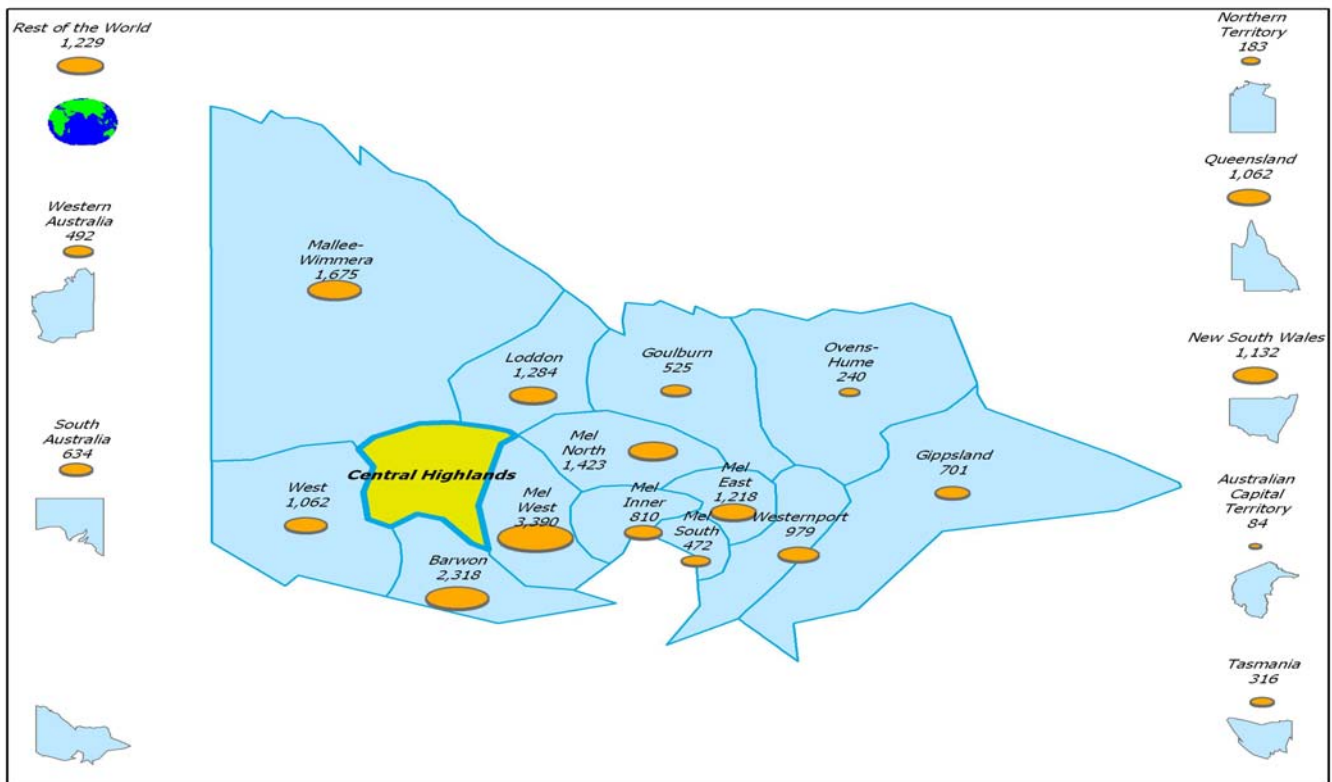 Rest of the World
1,229
Western
Australia
492
South
Australia
634
Mallee-
Wimmera
1,675
Loddon
1,284
Goulburn
525
Ovens-
Hume
240
Mel
North
1,423
Gippsland
701
Central Highlands
West
1,062
Mel
West
3,390
Mel
Inner
810
Mel
East
1,218
Mel
South
472
Westernport
979
Barwon
2,318
Northern
Territory
183
Queensland
1,062
New South Wales
1,132
Australian
Capital
Territory
84
Tasmania
316